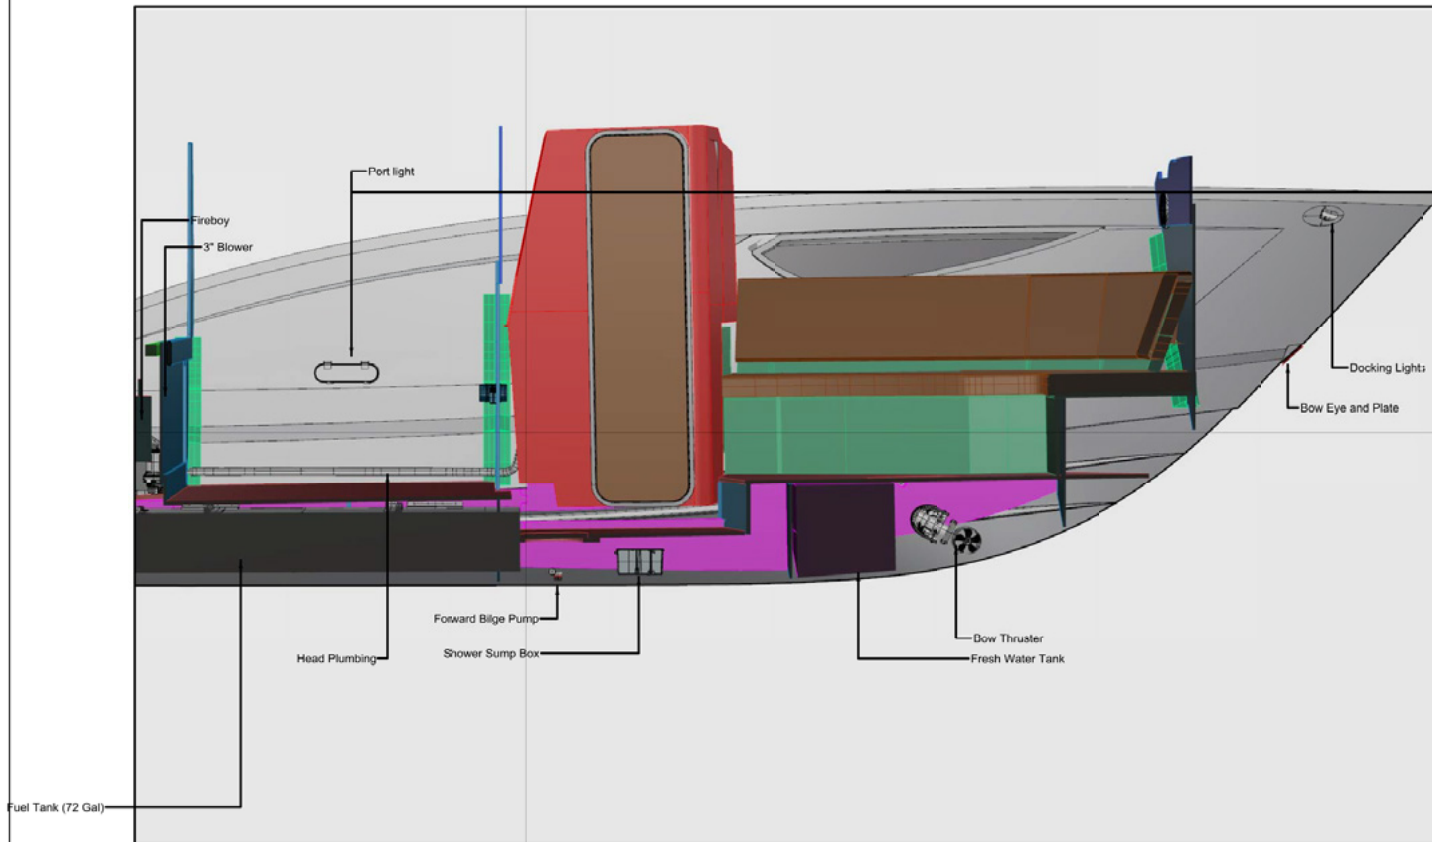 Port light
Fireboy
3" Blower
Docking Lights
Bow Eye and Plate
Forward Bilge Pump
Bow Thruster
Head Plumbing
Shower Sump Box
Fresh Water Tank
Fuel Tank (72 Gal)